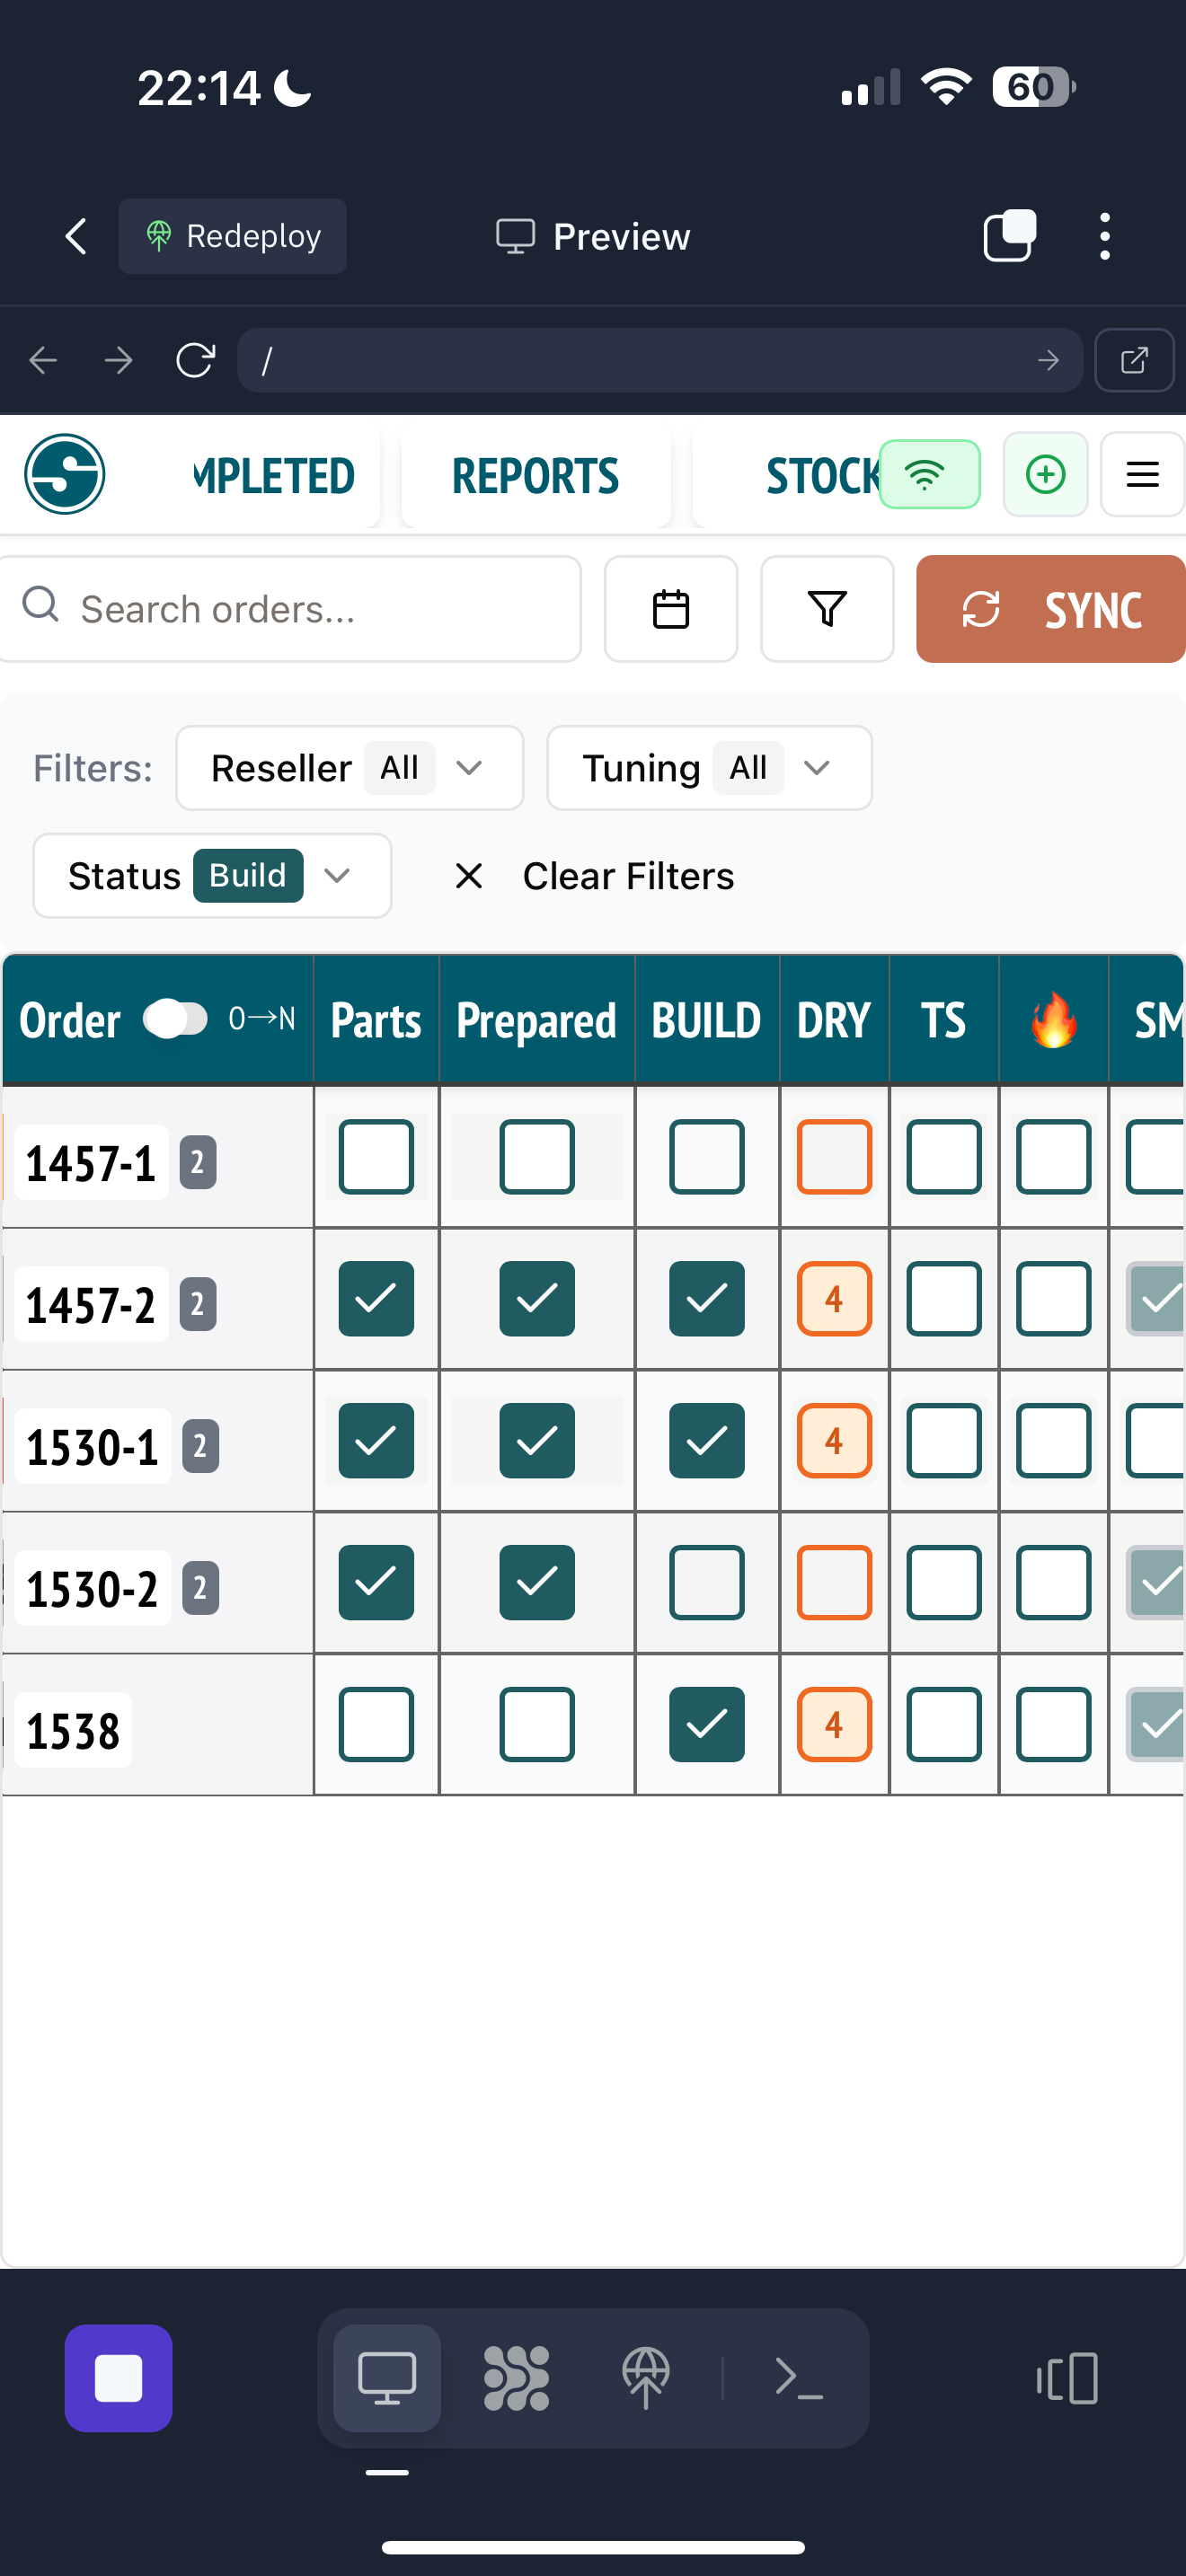 22:14
60
Redeploy
Preview
/
MPLETED
REPORTS
STOCK
Search orders...
SYNC
Filters:
Reseller All
Tuning All
Status Build
Clear Filters
Order O→N Parts Prepared BUILD DRY TS 🔥 SM
1457-1 2
1457-2 2 4
1530-1 2 4
1530-2 2
1538 4